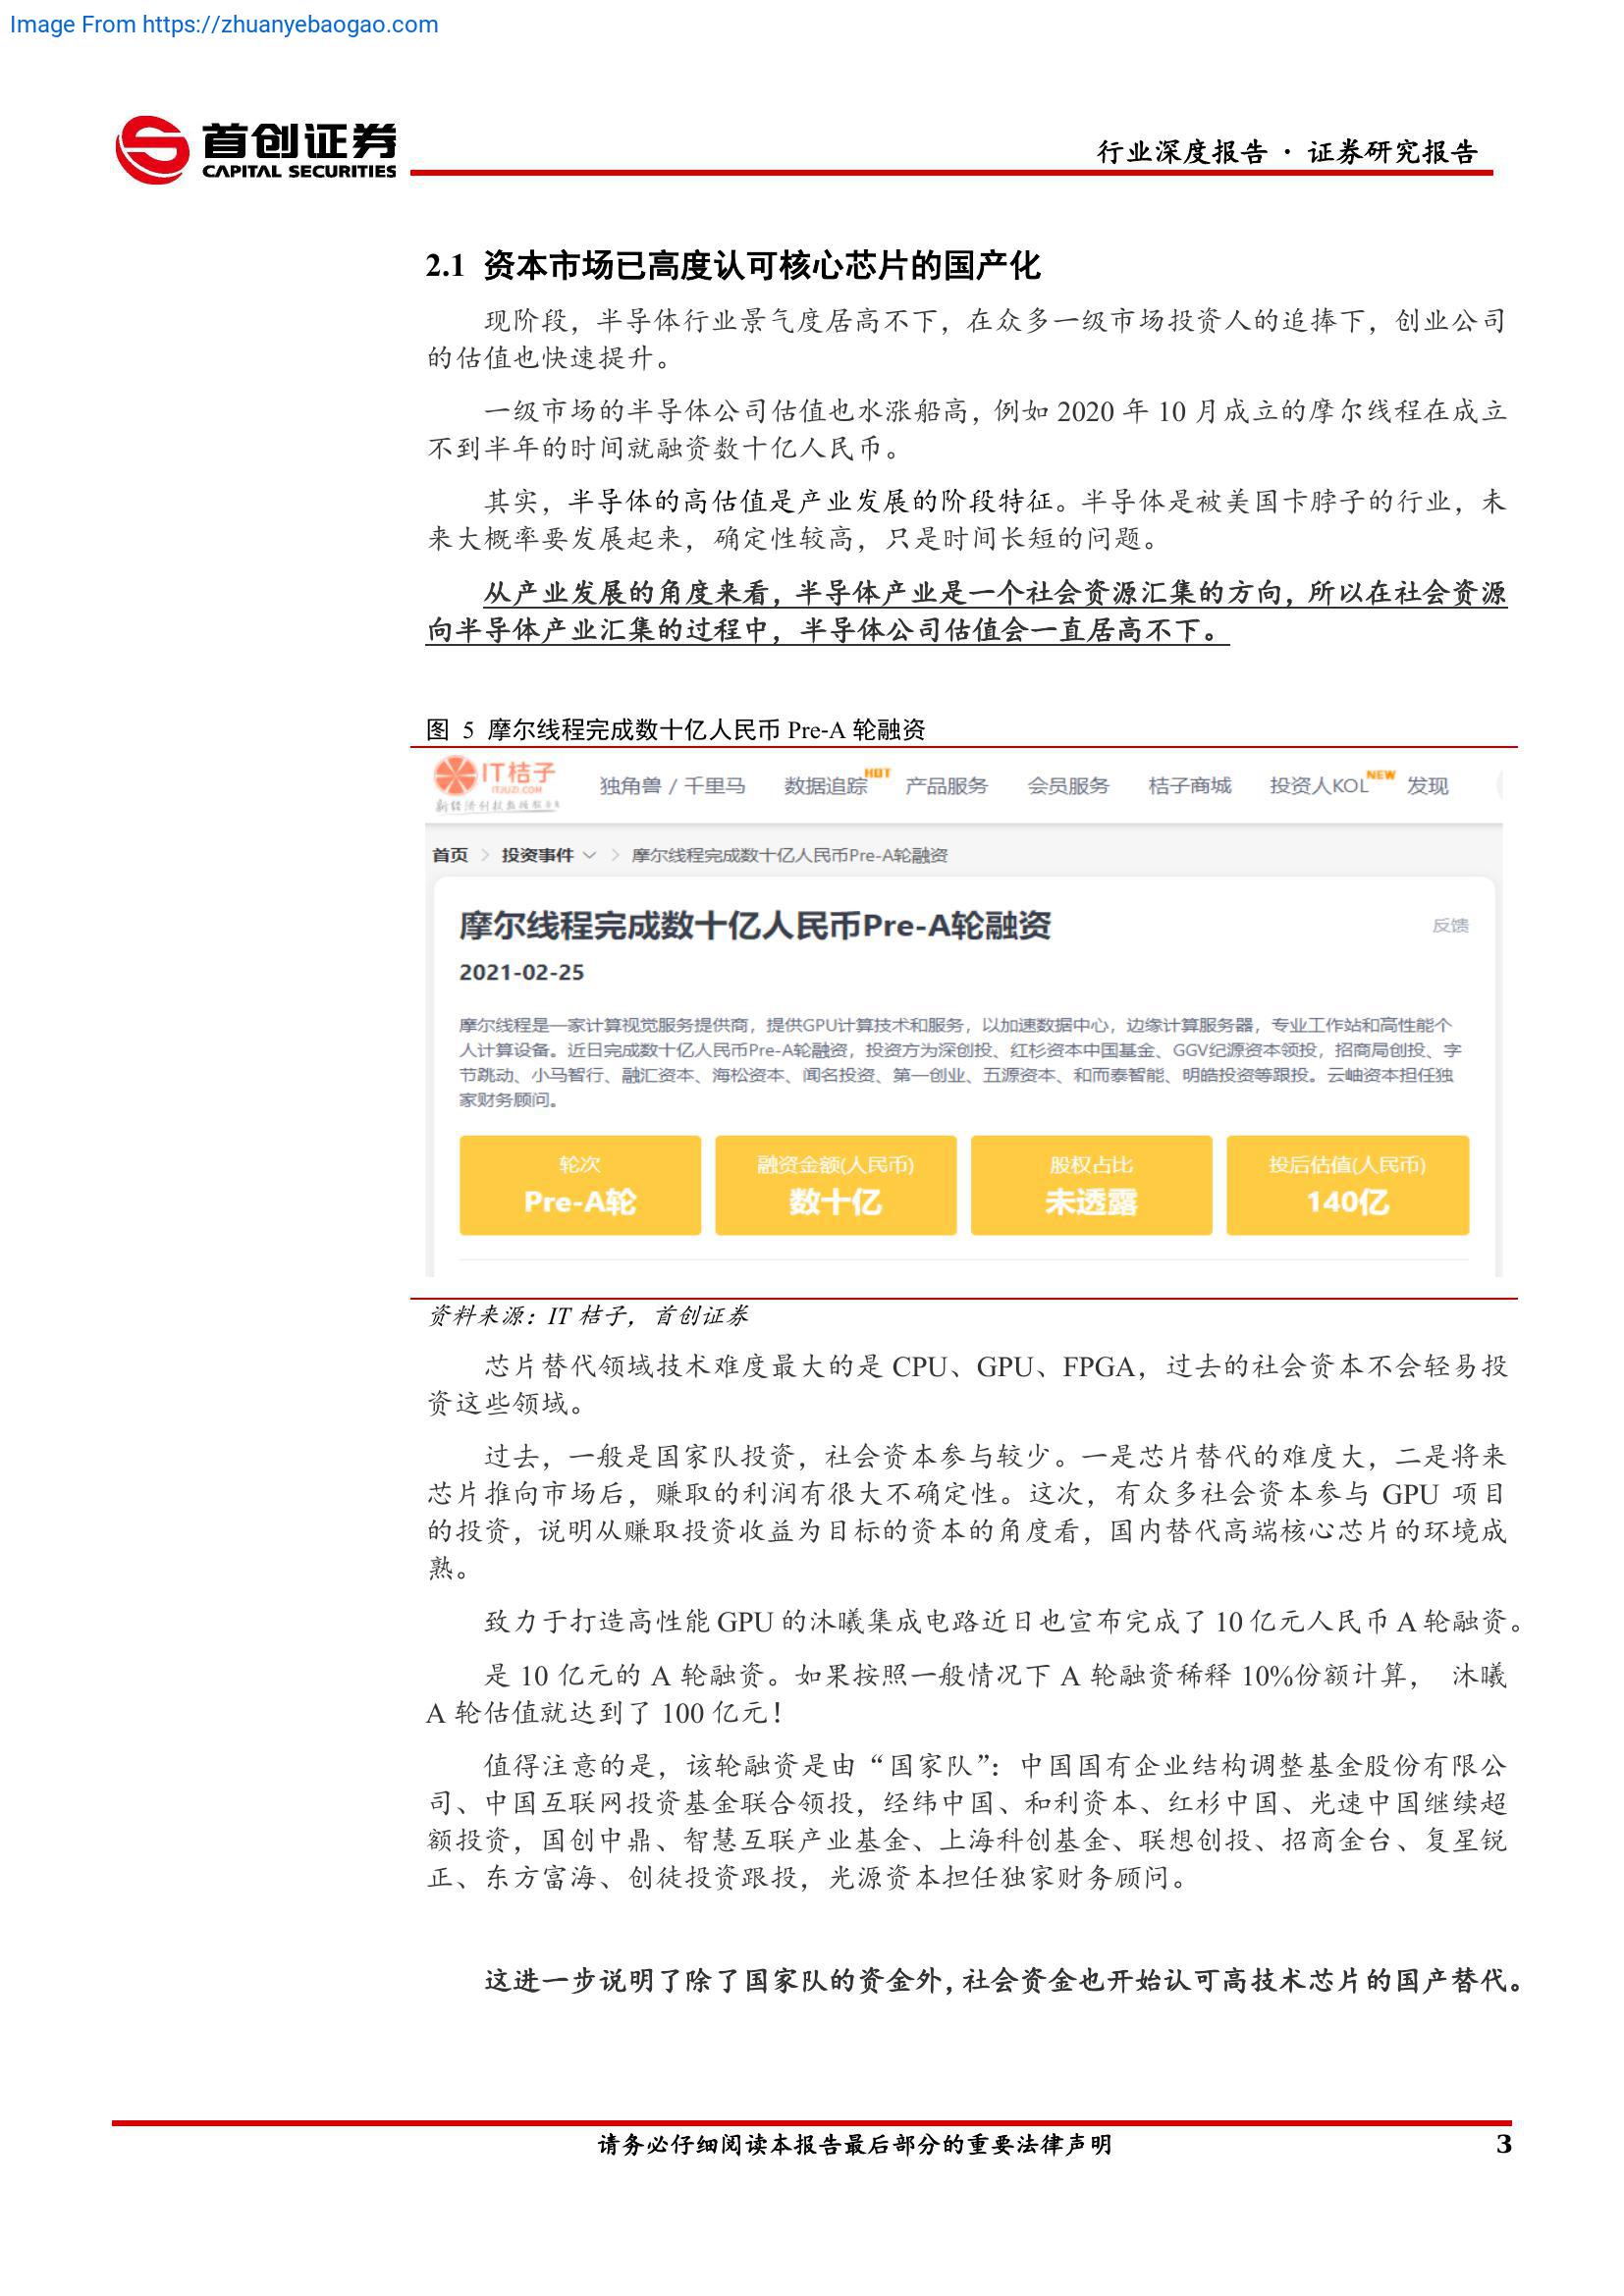 Image From https://zhuanyebaogao.com
首创证券
CAPITAL SECURITIES
行业深度报告 · 证券研究报告
2.1 资本市场已高度认可核心芯片的国产化
现阶段，半导体行业景气度居高不下，在众多一级市场投资人的追捧下，创业公司
的估值也快速提升。
一级市场的半导体公司估值也水涨船高，例如 2020 年 10 月成立的摩尔线程在成立
不到半年的时间就融资数十亿人民币。
其实，半导体的高估值是产业发展的阶段特征。半导体是被美国卡脖子的行业，未
来大概率要发展起来，确定性较高，只是时间长短的问题。
从产业发展的角度来看，半导体产业是一个社会资源汇集的方向，所以在社会资源
向半导体产业汇集的过程中，半导体公司估值会一直居高不下。
图 5 摩尔线程完成数十亿人民币 Pre-A 轮融资
IT桔子
ITJUZI.COM
独角兽 / 千里马 数据追踪 HOT 产品服务 会员服务 桔子商城 投资人KOL NEW 发现
首页 > 投资事件 > 摩尔线程完成数十亿人民币Pre-A轮融资
摩尔线程完成数十亿人民币Pre-A轮融资 反馈
2021-02-25
摩尔线程是一家计算视觉服务提供商，提供GPU计算技术和服务，以加速数据中心，边缘计算服务器，专业工作站和高性能个
人计算设备。近日完成数十亿人民币Pre-A轮融资，投资方为深创投、红杉资本中国基金、GGV纪源资本领投，招商局创投、字
节跳动、小马智行、融汇资本、海松资本、闻名投资、第一创业、五源资本、和而泰智能、明皓投资等跟投。云岫资本担任独
家财务顾问。
轮次 融资金额(人民币) 股权占比 投后估值(人民币)
Pre-A轮 数十亿 未透露 140亿
资料来源：IT 桔子，首创证券
芯片替代领域技术难度最大的是 CPU、GPU、FPGA，过去的社会资本不会轻易投
资这些领域。
过去，一般是国家队投资，社会资本参与较少。一是芯片替代的难度大，二是将来
芯片推向市场后，赚取的利润有很大不确定性。这次，有众多社会资本参与 GPU 项目
的投资，说明从赚取投资收益为目标的资本的角度看，国内替代高端核心芯片的环境成
熟。
致力于打造高性能 GPU 的沐曦集成电路近日也宣布完成了 10 亿元人民币 A 轮融资。
是 10 亿元的 A 轮融资。如果按照一般情况下 A 轮融资稀释 10%份额计算， 沐曦
A 轮估值就达到了 100 亿元！
值得注意的是，该轮融资是由“国家队”：中国国有企业结构调整基金股份有限公
司、中国互联网投资基金联合领投，经纬中国、和利资本、红杉中国、光速中国继续超
额投资，国创中鼎、智慧互联产业基金、上海科创基金、联想创投、招商金台、复星锐
正、东方富海、创徒投资跟投，光源资本担任独家财务顾问。
这进一步说明了除了国家队的资金外，社会资金也开始认可高技术芯片的国产替代。
请务必仔细阅读本报告最后部分的重要法律声明 3